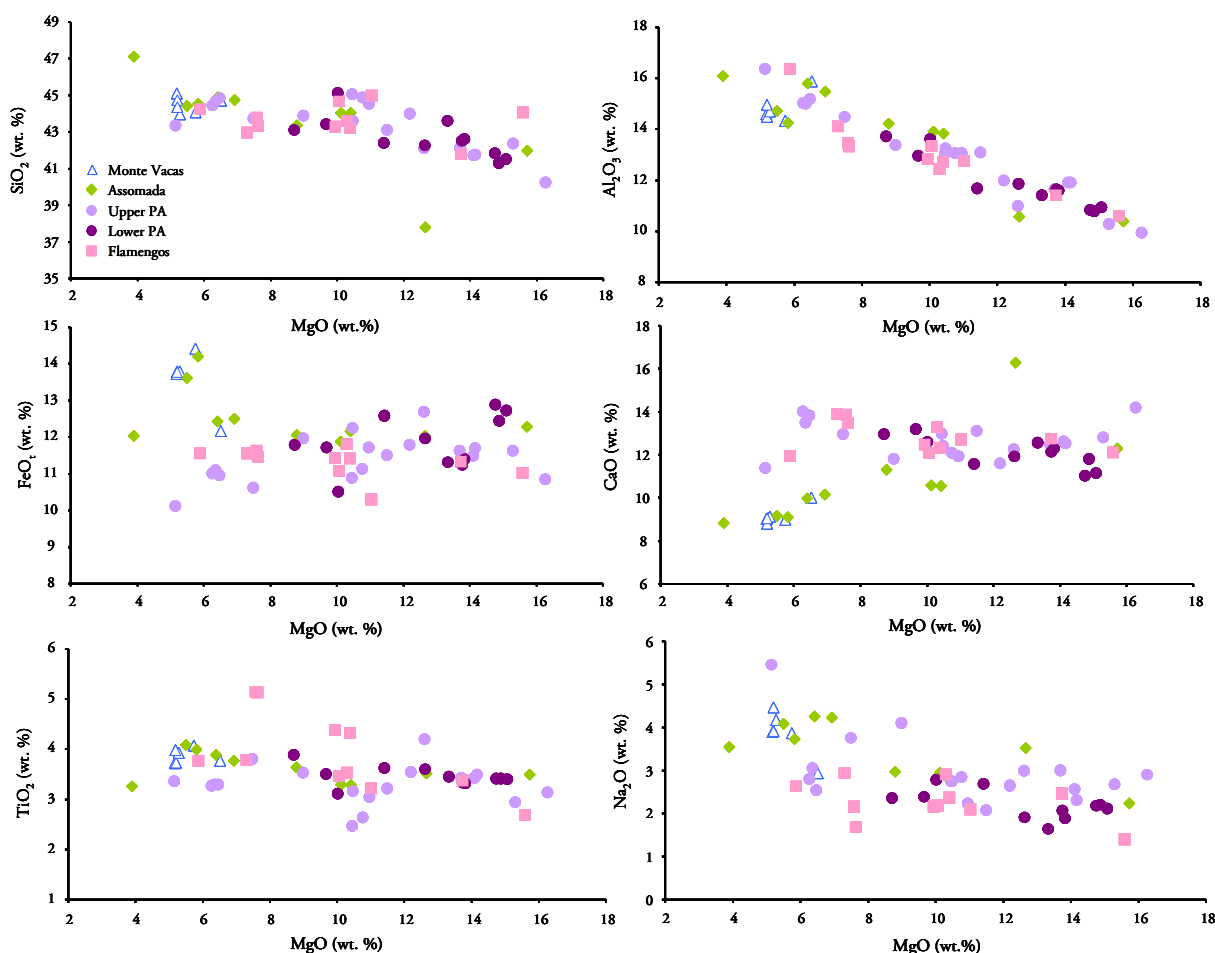 49
47
45
43
41
39
37
35
SiO2 (wt. %)
Monte Vacas
Assomada
Upper PA
Lower PA
Flamengos
2 4 6 8 10 12 14 16 18
MgO (wt.%)
18
16
14
12
10
8
Al2O3 (wt. %)
2 4 6 8 10 12 14 16 18
MgO (wt. %)
15
14
13
12
11
10
9
8
FeOt (wt. %)
2 4 6 8 10 12 14 16 18
MgO (wt. %)
18
16
14
12
10
8
6
CaO (wt. %)
2 4 6 8 10 12 14 16 18
MgO (wt. %)
6
5
4
3
2
1
TiO2 (wt. %)
2 4 6 8 10 12 14 16 18
MgO (wt. %)
6
5
4
3
2
1
0
Na2O (wt. %)
2 4 6 8 10 12 14 16 18
MgO (wt.%)